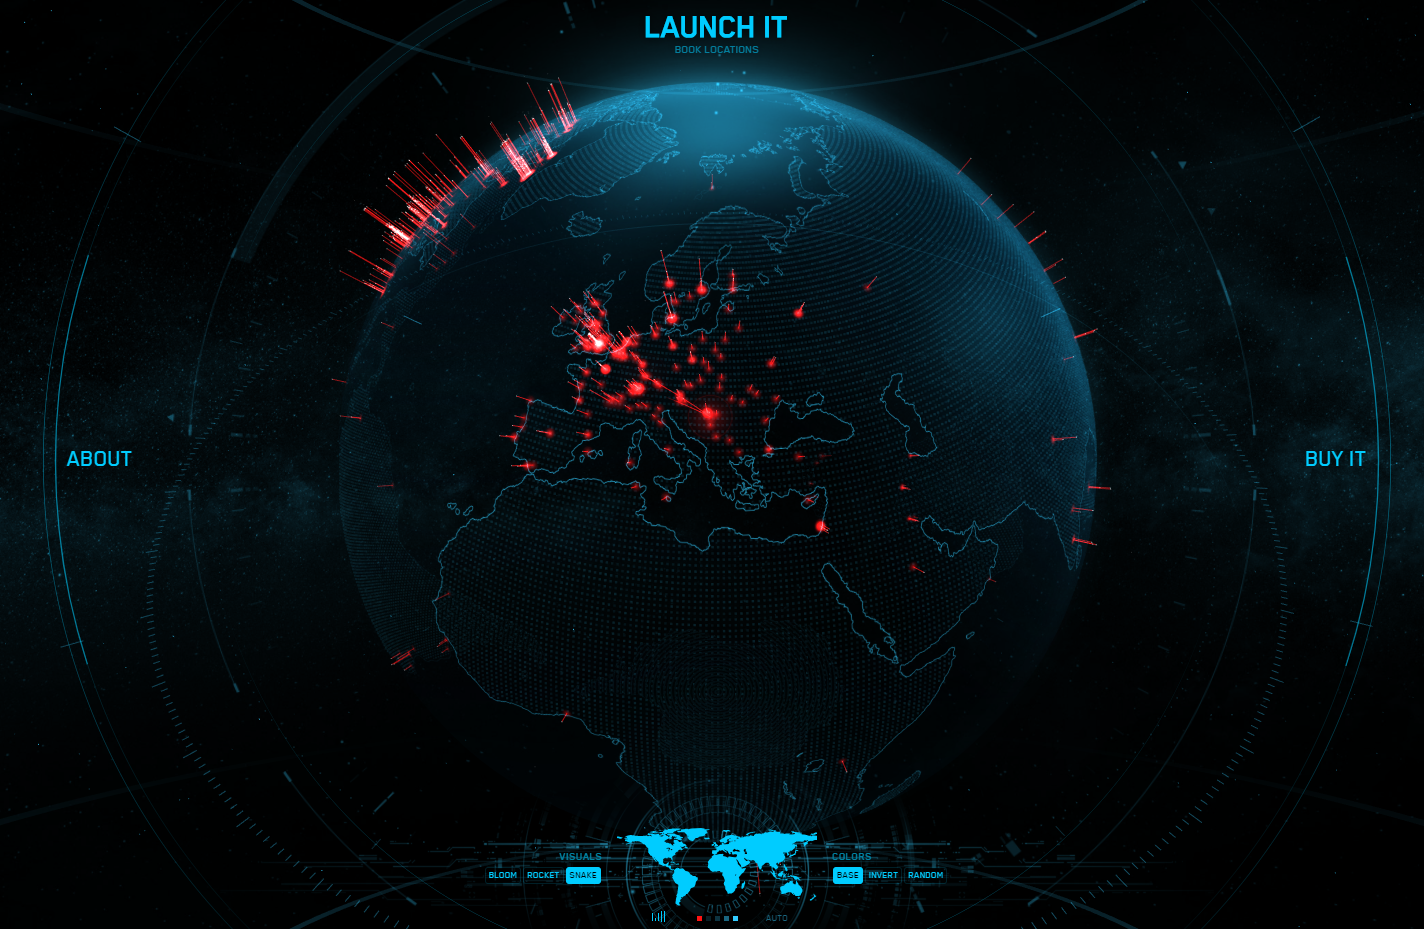 LAUNCH IT
BOOK LOCATIONS
ABOUT
BUY IT
VISUALS
BLOOM ROCKET SNAKE
COLORS
BASE INVERT RANDOM
AUTO